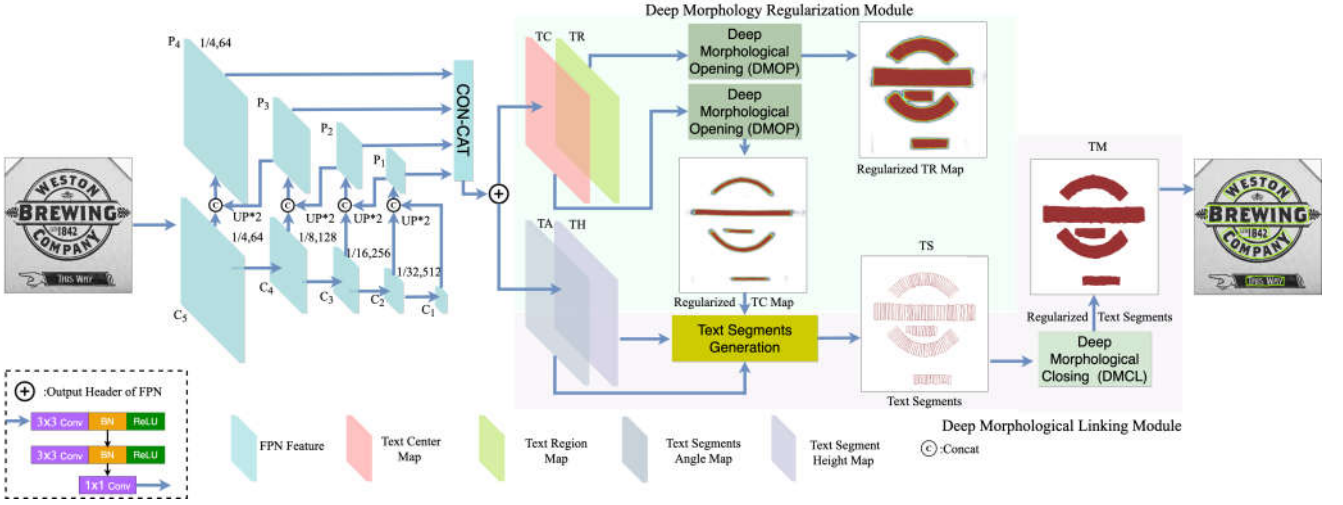 Deep Morphology Regularization Module
P4
1/4,64
P3
P2
P1
CON-CAT
TC
TR
Deep
Morphological
Opening (DMOP)
Deep
Morphological
Opening (DMOP)
Regularized TR Map
WESTON
BREWING
1842
COMPANY
THIS WAY
C
C
C
C
UP*2
UP*2
UP*2
UP*2
1/4,64
1/8,128
1/16,256
1/32,512
C5
C4
C3
C2
C1
TA
TH
Regularized
TC Map
Text Segments
Generation
TS
Text Segments
TM
Regularized
Text Segments
Deep
Morphological
Closing (DMCL)
WESTON
BREWING
1842
COMPANY
THIS WAY
Deep Morphological Linking Module
:Output Header of FPN
3x3 Conv
BN
ReLU
3x3 Conv
BN
ReLU
1x1 Conv
FPN Feature
Text Center
Map
Text Region
Map
Text Segments
Angle Map
Text Segment
Height Map
C
:Concat